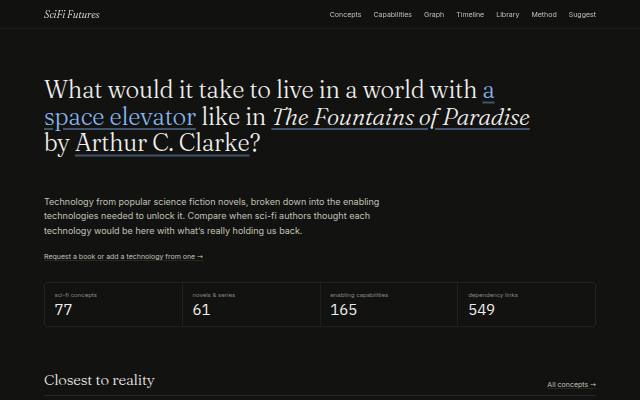 SciFi Futures
Concepts Capabilities Graph Timeline Library Method Suggest
What would it take to live in a world with a
space elevator like in The Fountains of Paradise
by Arthur C. Clarke?
Technology from popular science fiction novels, broken down into the enabling
technologies needed to unlock it. Compare when sci-fi authors thought each
technology would be here with what's really holding us back.
Request a book or add a technology from one →
sci-fi concepts novels & series enabling capabilities dependency links
77 61 165 549
Closest to reality
All concepts →